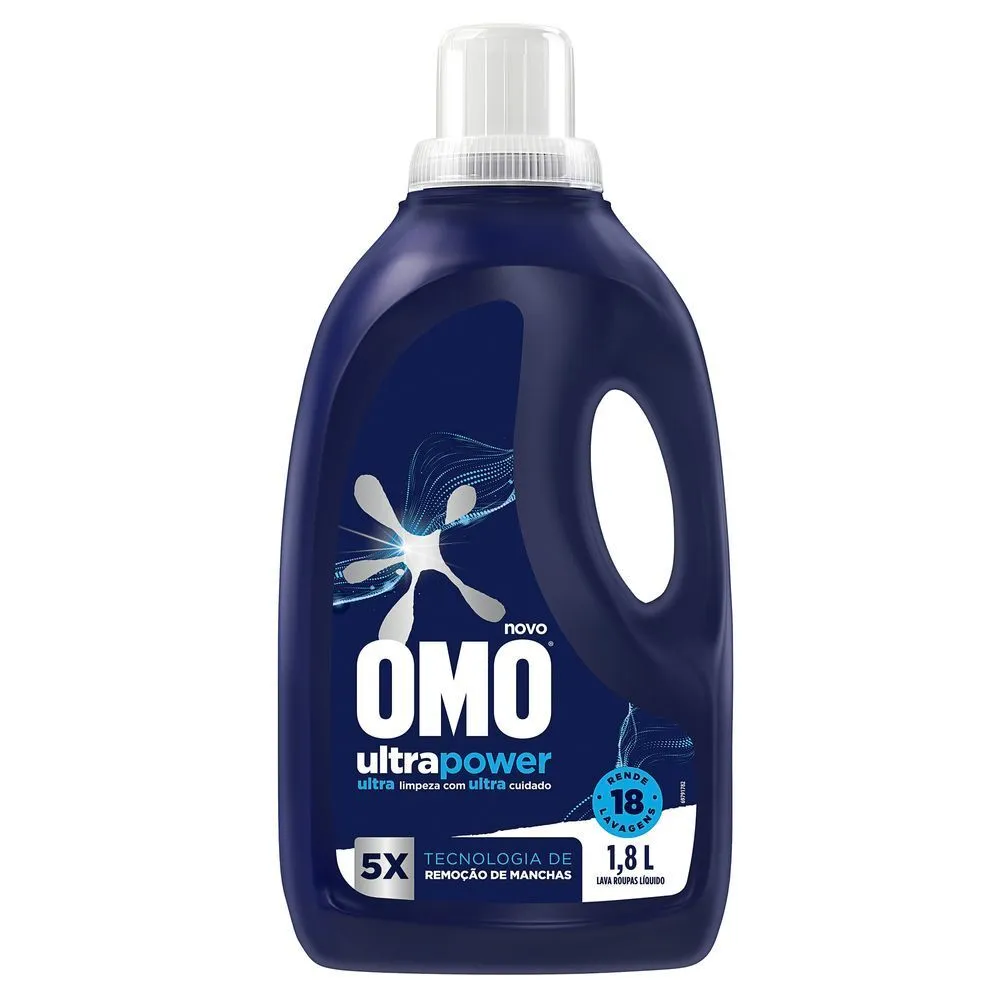 novo
OMO®
ultrapower
ultra limpeza com ultra cuidado
5X
TECNOLOGIA DE
REMOÇÃO DE MANCHAS
RENDE
18
LAVAGENS
1,8 L
LAVA ROUPAS LÍQUIDO